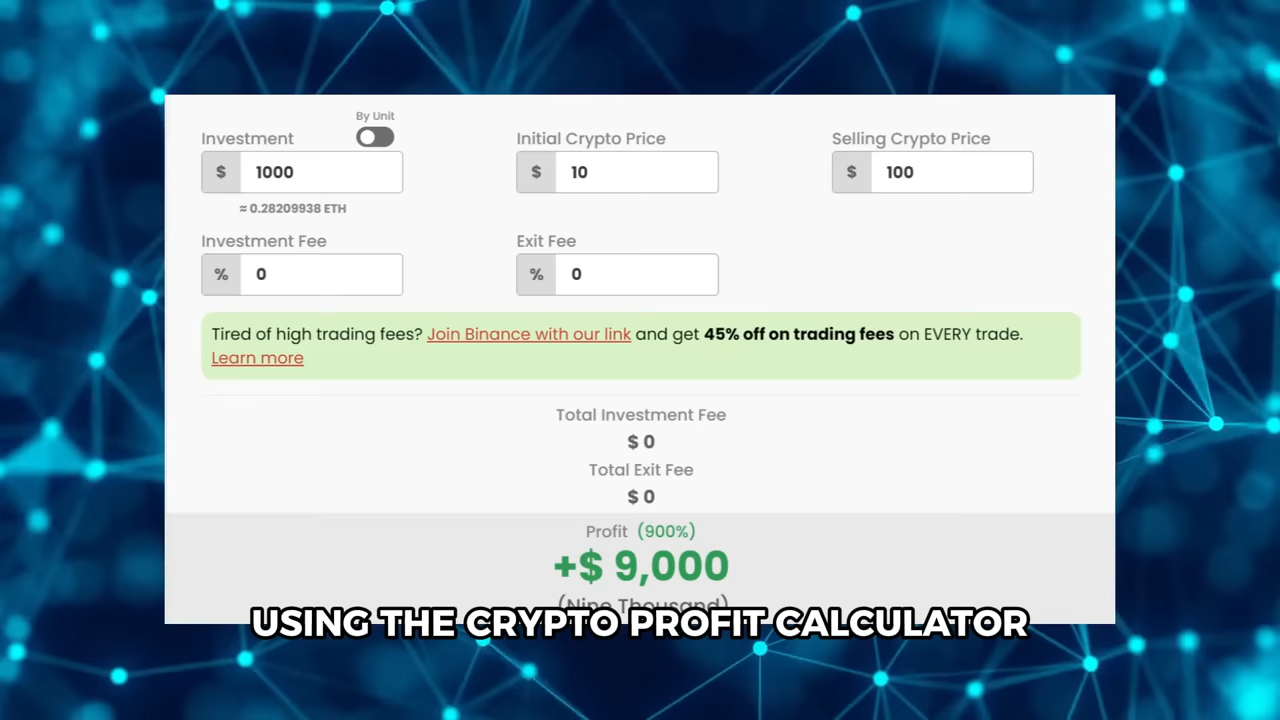 By Unit
Investment
Initial Crypto Price
Selling Crypto Price
$ 1000
$ 10
$ 100
≈ 0.28209938 ETH
Investment Fee
Exit Fee
% 0
% 0
Tired of high trading fees? Join Binance with our link and get 45% off on trading fees on EVERY trade.
Learn more
Total Investment Fee
$ 0
Total Exit Fee
$ 0
Profit (900%)
+$ 9,000
(Nine Thousand)
USING THE CRYPTO PROFIT CALCULATOR